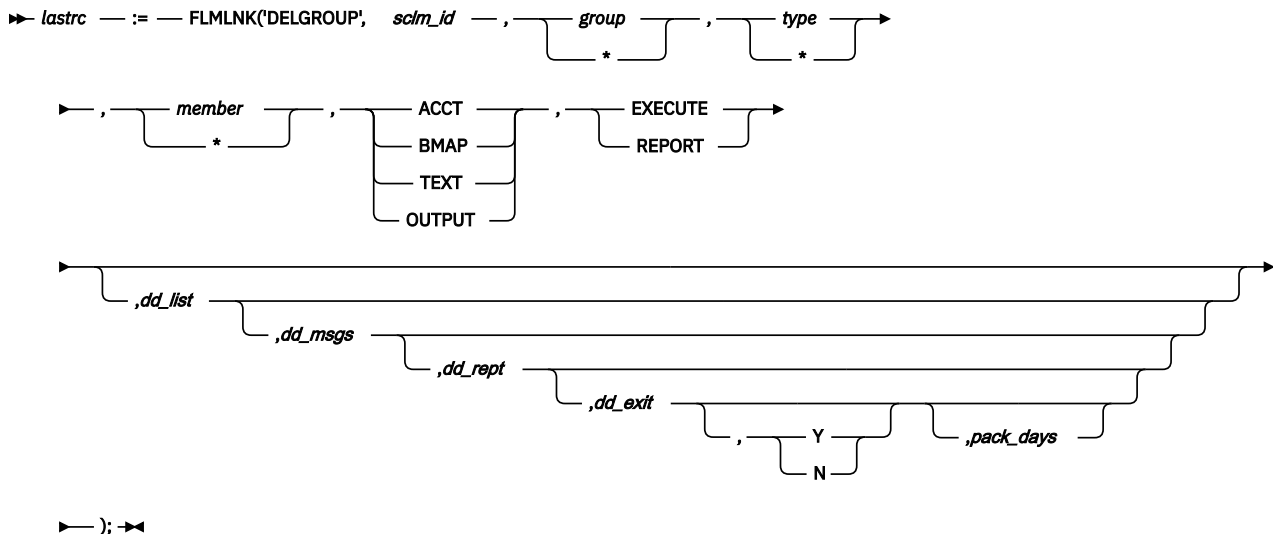 lastrc := FLMLNK('DELGROUP', sclm_id , group , type
* *
, member , ACCT , EXECUTE
* BMAP REPORT
TEXT
OUTPUT
,dd_list
,dd_msgs
,dd_rept
,dd_exit
, Y ,pack_days
N
);